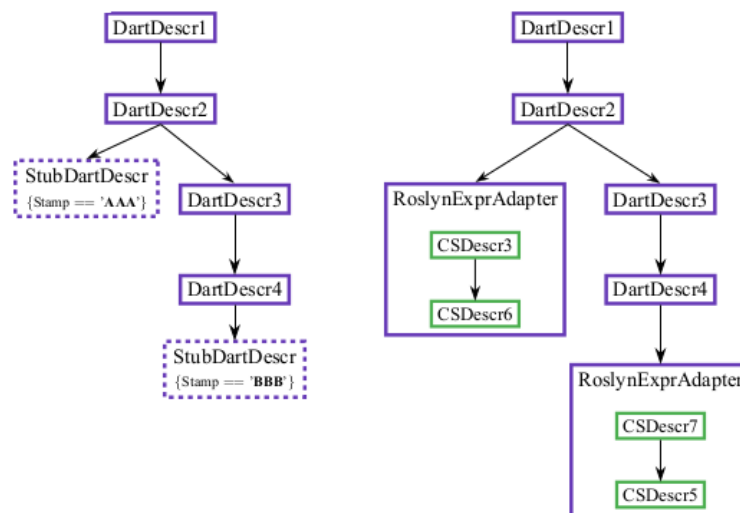 DartDescr1
DartDescr2
StubDartDescr
{Stamp == 'AAA'}
DartDescr3
DartDescr4
StubDartDescr
{Stamp == 'BBB'}
DartDescr1
DartDescr2
RoslynExprAdapter
CSDescr3
CSDescr6
DartDescr3
DartDescr4
RoslynExprAdapter
CSDescr7
CSDescr5